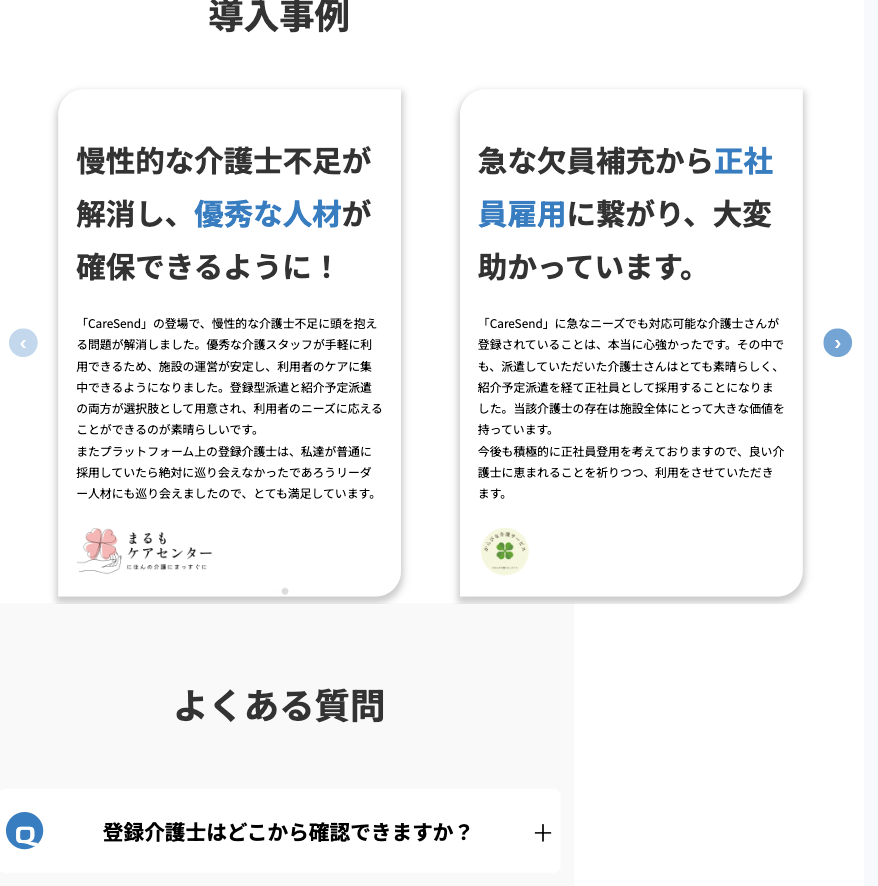 導入事例
慢性的な介護士不足が
解消し、優秀な人材が
確保できるように！
「CareSend」の登場で、慢性的な介護士不足に頭を抱え
る問題が解消しました。優秀な介護スタッフが手軽に利
用できるため、施設の運営が安定し、利用者のケアに集
中できるようになりました。登録型派遣と紹介予定派遣
の両方が選択肢として用意され、利用者のニーズに応える
ことができるのが素晴らしいです。
またプラットフォーム上の登録介護士は、私達が普通に
採用していたら絶対に巡り会えなかったであろうリーダ
ー人材にも巡り会えましたので、とても満足しています。
まるも
ケアセンター
にほんの介護にまっすぐに
急な欠員補充から正社
員雇用に繋がり、大変
助かっています。
「CareSend」に急なニーズでも対応可能な介護士さんが
登録されていることは、本当に心強かったです。その中で
も、派遣していただいた介護士さんはとても素晴らしく、
紹介予定派遣を経て正社員として採用することになりま
した。当該介護士の存在は施設全体にとって大きな価値を
持っています。
今後も積極的に正社員登用を考えておりますので、良い介
護士に恵まれることを祈りつつ、利用をさせていただき
ます。
よくある質問
Q
登録介護士はどこから確認できますか？